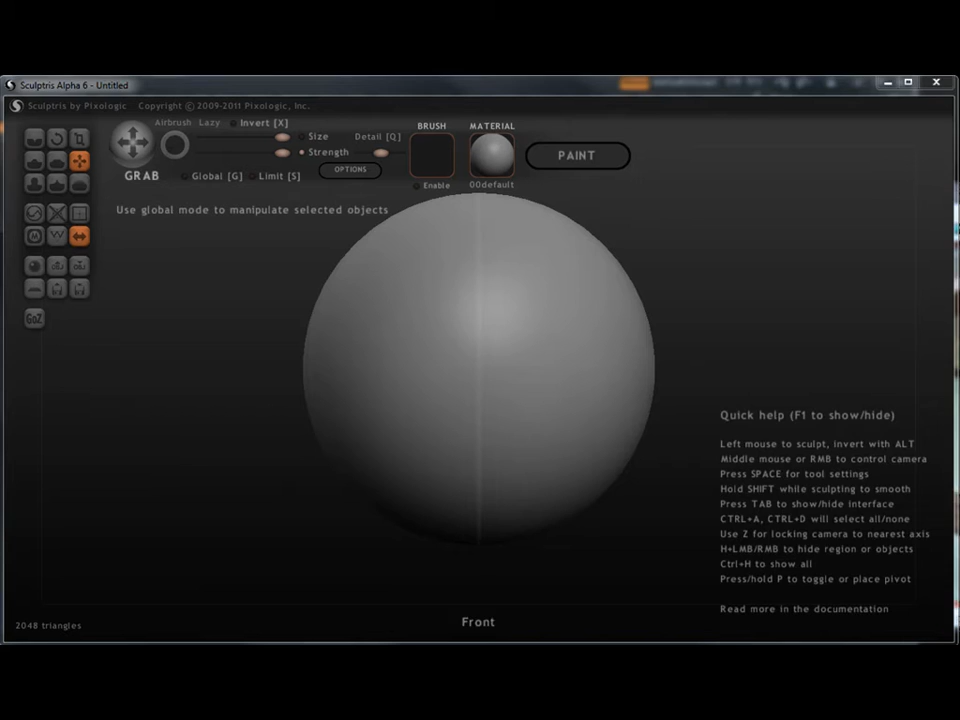 Sculptris Alpha 6 - Untitled
Sculptris by Pixologic Copyright © 2009-2011 Pixologic, Inc.
Airbrush Lazy Invert [X]
Size Detail [Q]
Strength
GRAB Global [G] Limit [S] OPTIONS
BRUSH
Enable
MATERIAL
00default
PAINT
Use global mode to manipulate selected objects
OBJ OBJ
GoZ
Quick help (F1 to show/hide)
Left mouse to sculpt, invert with ALT
Middle mouse or RMB to control camera
Press SPACE for tool settings
Hold SHIFT while sculpting to smooth
Press TAB to show/hide interface
CTRL+A, CTRL+D will select all/none
Use Z for locking camera to nearest axis
H+LMB/RMB to hide region or objects
Ctrl+H to show all
Press/hold P to toggle or place pivot
Read more in the documentation
Front
2048 triangles